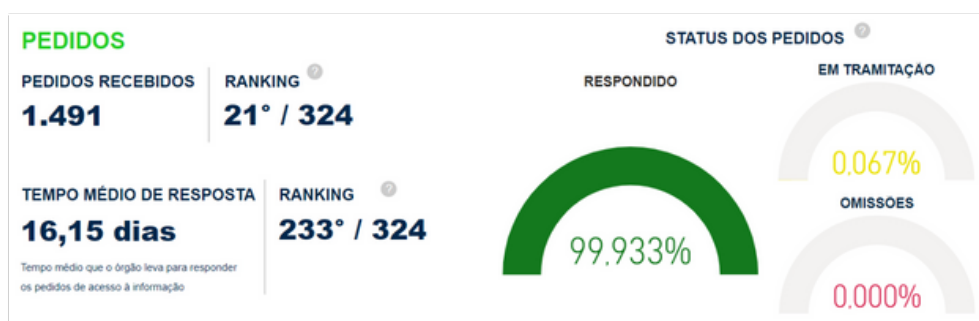 PEDIDOS
PEDIDOS RECEBIDOS
1.491
RANKING ?
21° / 324
TEMPO MÉDIO DE RESPOSTA
16,15 dias
Tempo médio que o órgão leva para responder
os pedidos de acesso à informação
RANKING ?
233° / 324
STATUS DOS PEDIDOS ?
RESPONDIDO
99.933%
EM TRAMITAÇÃO
0.067%
OMISSÕES
0.000%